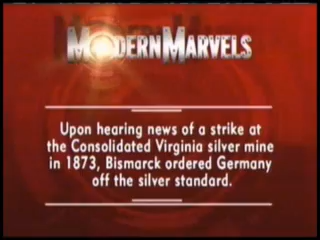 MODERN MARVELS
Upon hearing news of a strike at
the Consolidated Virginia silver mine
in 1873, Bismarck ordered Germany
off the silver standard.